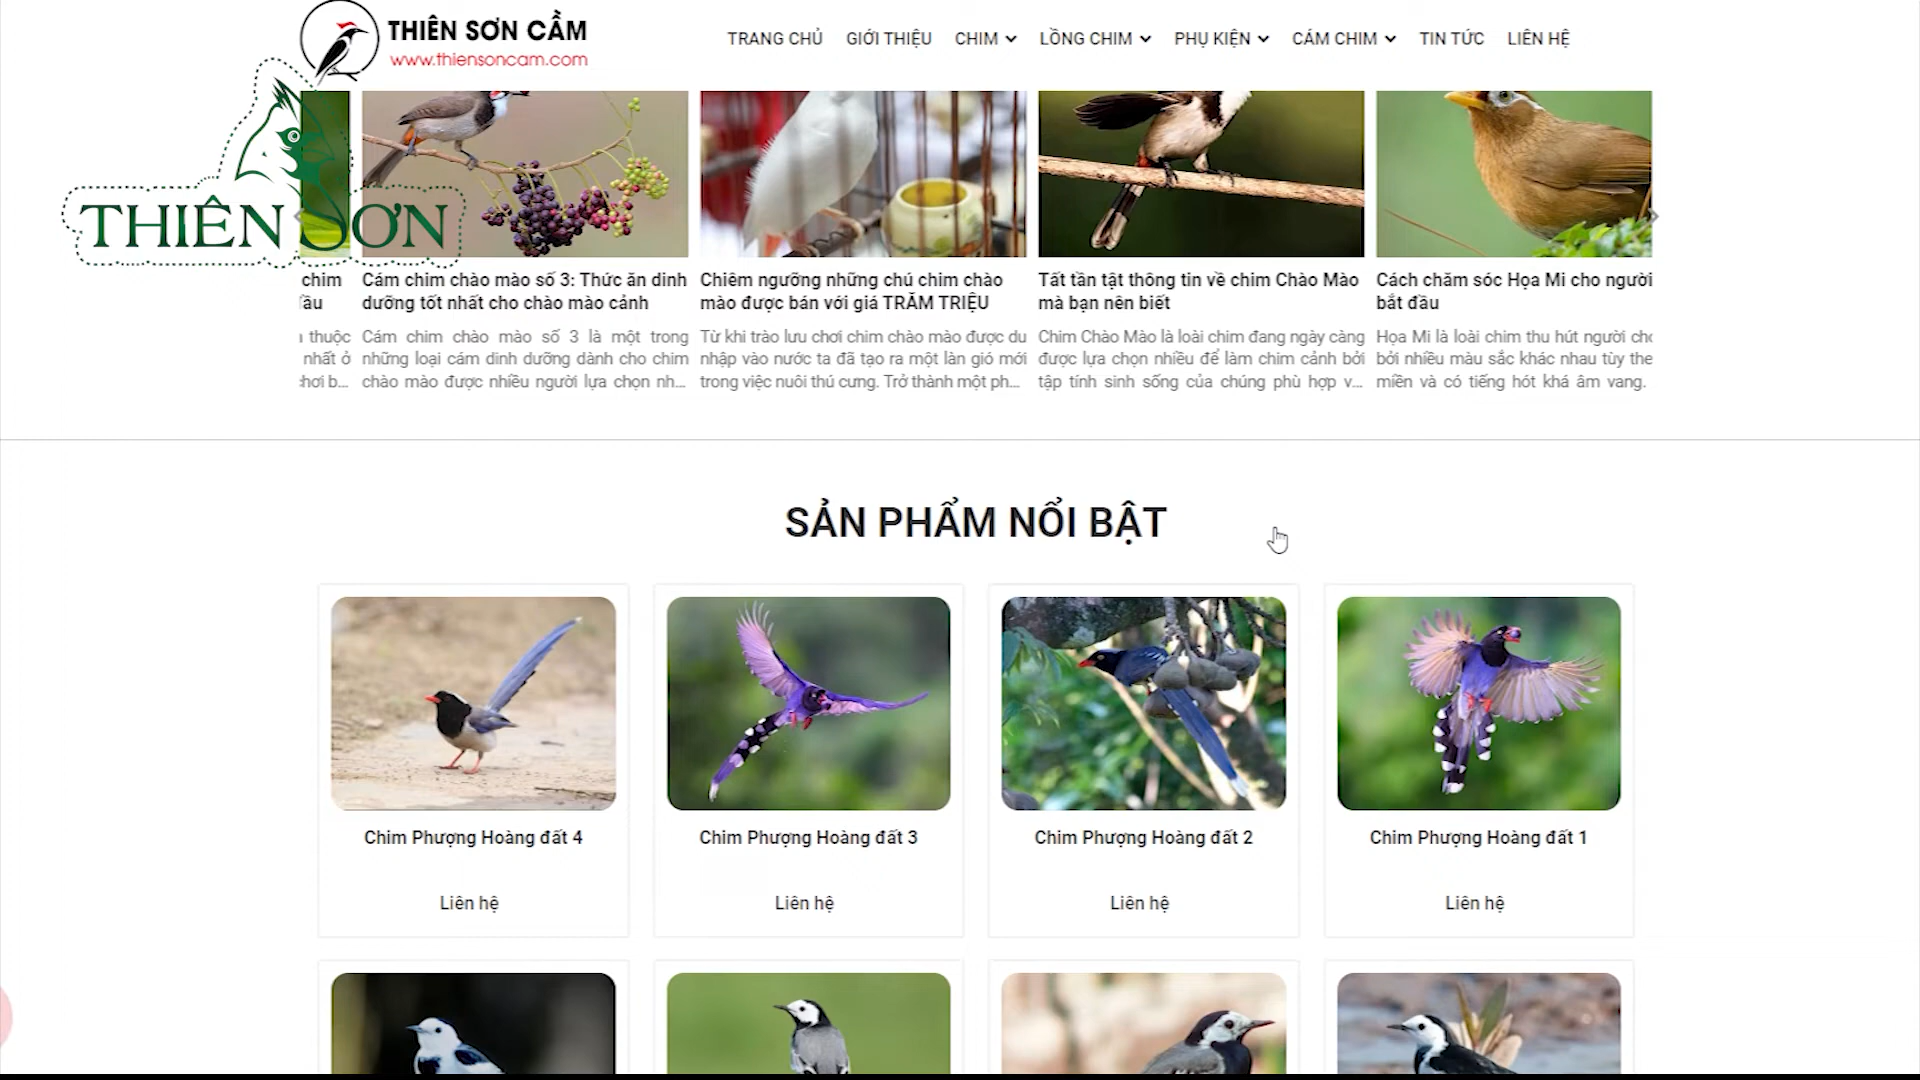 THIÊN SƠN CẦM
www.thiensoncam.com
TRANG CHỦ GIỚI THIỆU CHIM LỒNG CHIM PHỤ KIỆN CÁM CHIM TIN TỨC LIÊN HỆ
THIÊN SƠN
chim
Cám chim chào mào số 3: Thức ăn dinh
dưỡng tốt nhất cho chào mào cảnh
thuộc
nhất ở
Cám chim chào mào số 3 là một trong
những loại cám dinh dưỡng dành cho chim
chào mào được nhiều người lựa chọn nh...
Chiêm ngưỡng những chú chim chào
mào được bán với giá TRĂM TRIỆU
Từ khi trào lưu chơi chim chào mào được du
nhập vào nước ta đã tạo ra một làn gió mới
trong việc nuôi thú cưng. Trở thành một ph...
Tất tần tật thông tin về chim Chào Mào
mà bạn nên biết
Chim Chào Mào là loài chim đang ngày càng
được lựa chọn nhiều để làm chim cảnh bởi
tập tính sinh sống của chúng phù hợp v...
Cách chăm sóc Họa Mi cho người
bắt đầu
Họa Mi là loài chim thu hút người
bởi nhiều màu sắc khác nhau tùy
miền và có tiếng hót khá âm vang.
SẢN PHẨM NỔI BẬT
Chim Phượng Hoàng đất 4
Liên hệ
Chim Phượng Hoàng đất 3
Liên hệ
Chim Phượng Hoàng đất 2
Liên hệ
Chim Phượng Hoàng đất 1
Liên hệ